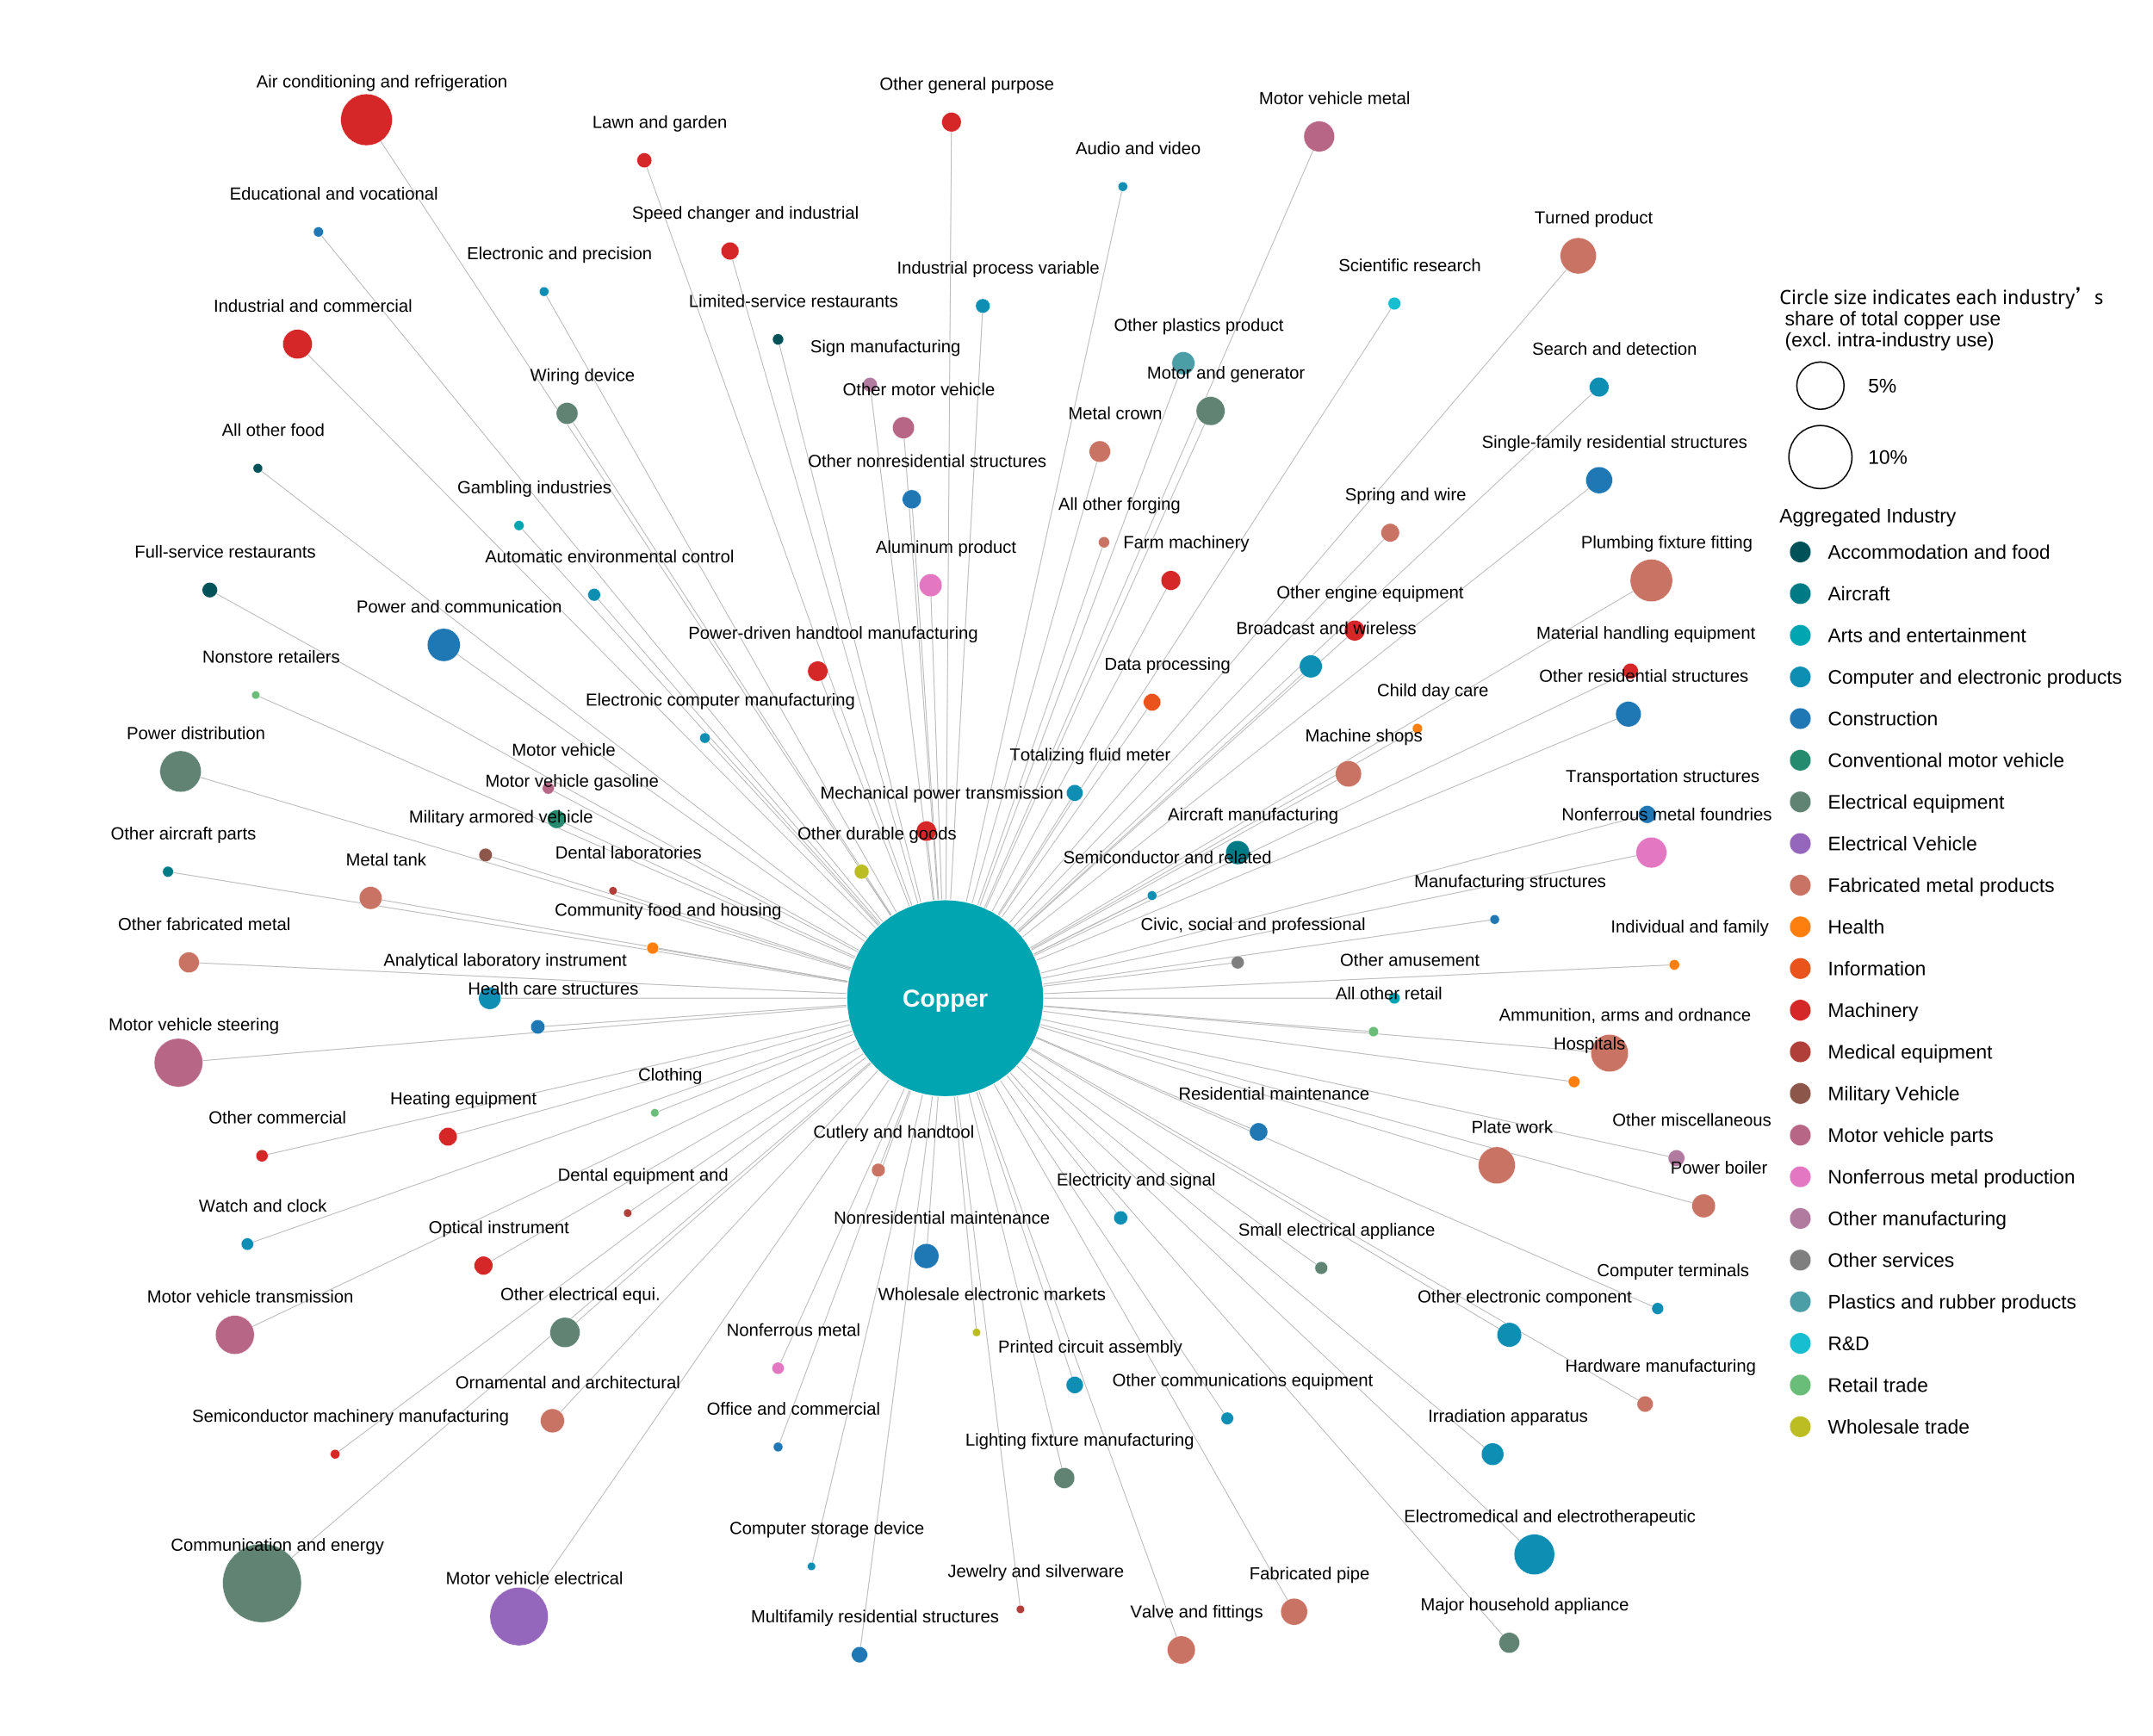 Air conditioning and refrigeration
Other general purpose
Motor vehicle metal
Lawn and garden
Audio and video
Educational and vocational
Speed changer and industrial
Turned product
Electronic and precision
Industrial process variable
Scientific research
Industrial and commercial
Limited-service restaurants
Other plastics product
Sign manufacturing
Search and detection
Wiring device
Motor and generator
Other motor vehicle
Metal crown
All other food
Single-family residential structures
Other nonresidential structures
Gambling industries
Spring and wire
All other forging
Full-service restaurants
Automatic environmental control
Aluminum product
Farm machinery
Plumbing fixture fitting
Power and communication
Other engine equipment
Power-driven handtool manufacturing
Broadcast and wireless
Material handling equipment
Nonstore retailers
Data processing
Other residential structures
Electronic computer manufacturing
Child day care
Power distribution
Machine shops
Motor vehicle
Totalizing fluid meter
Motor vehicle gasoline
Mechanical power transmission
Transportation structures
Military armored vehicle
Aircraft manufacturing
Nonferrous metal foundries
Other aircraft parts
Other durable goods
Metal tank
Dental laboratories
Semiconductor and related
Manufacturing structures
Other fabricated metal
Community food and housing
Civic, social and professional
Individual and family
Analytical laboratory instrument
Other amusement
Health care structures
Copper
All other retail
Motor vehicle steering
Ammunition, arms and ordnance
Hospitals
Clothing
Heating equipment
Residential maintenance
Other commercial
Cutlery and handtool
Plate work
Other miscellaneous
Dental equipment and
Electricity and signal
Power boiler
Watch and clock
Optical instrument
Nonresidential maintenance
Small electrical appliance
Computer terminals
Motor vehicle transmission
Other electrical equi.
Wholesale electronic markets
Other electronic component
Nonferrous metal
Printed circuit assembly
Hardware manufacturing
Ornamental and architectural
Other communications equipment
Semiconductor machinery manufacturing
Office and commercial
Irradiation apparatus
Lighting fixture manufacturing
Communication and energy
Computer storage device
Electromedical and electrotherapeutic
Motor vehicle electrical
Jewelry and silverware
Fabricated pipe
Multifamily residential structures
Valve and fittings
Major household appliance
Circle size indicates each industry’s
share of total copper use
(excl. intra-industry use)
5%
10%
Aggregated Industry
Accommodation and food
Aircraft
Arts and entertainment
Computer and electronic products
Construction
Conventional motor vehicle
Electrical equipment
Electrical Vehicle
Fabricated metal products
Health
Information
Machinery
Medical equipment
Military Vehicle
Motor vehicle parts
Nonferrous metal production
Other manufacturing
Other services
Plastics and rubber products
R&D
Retail trade
Wholesale trade